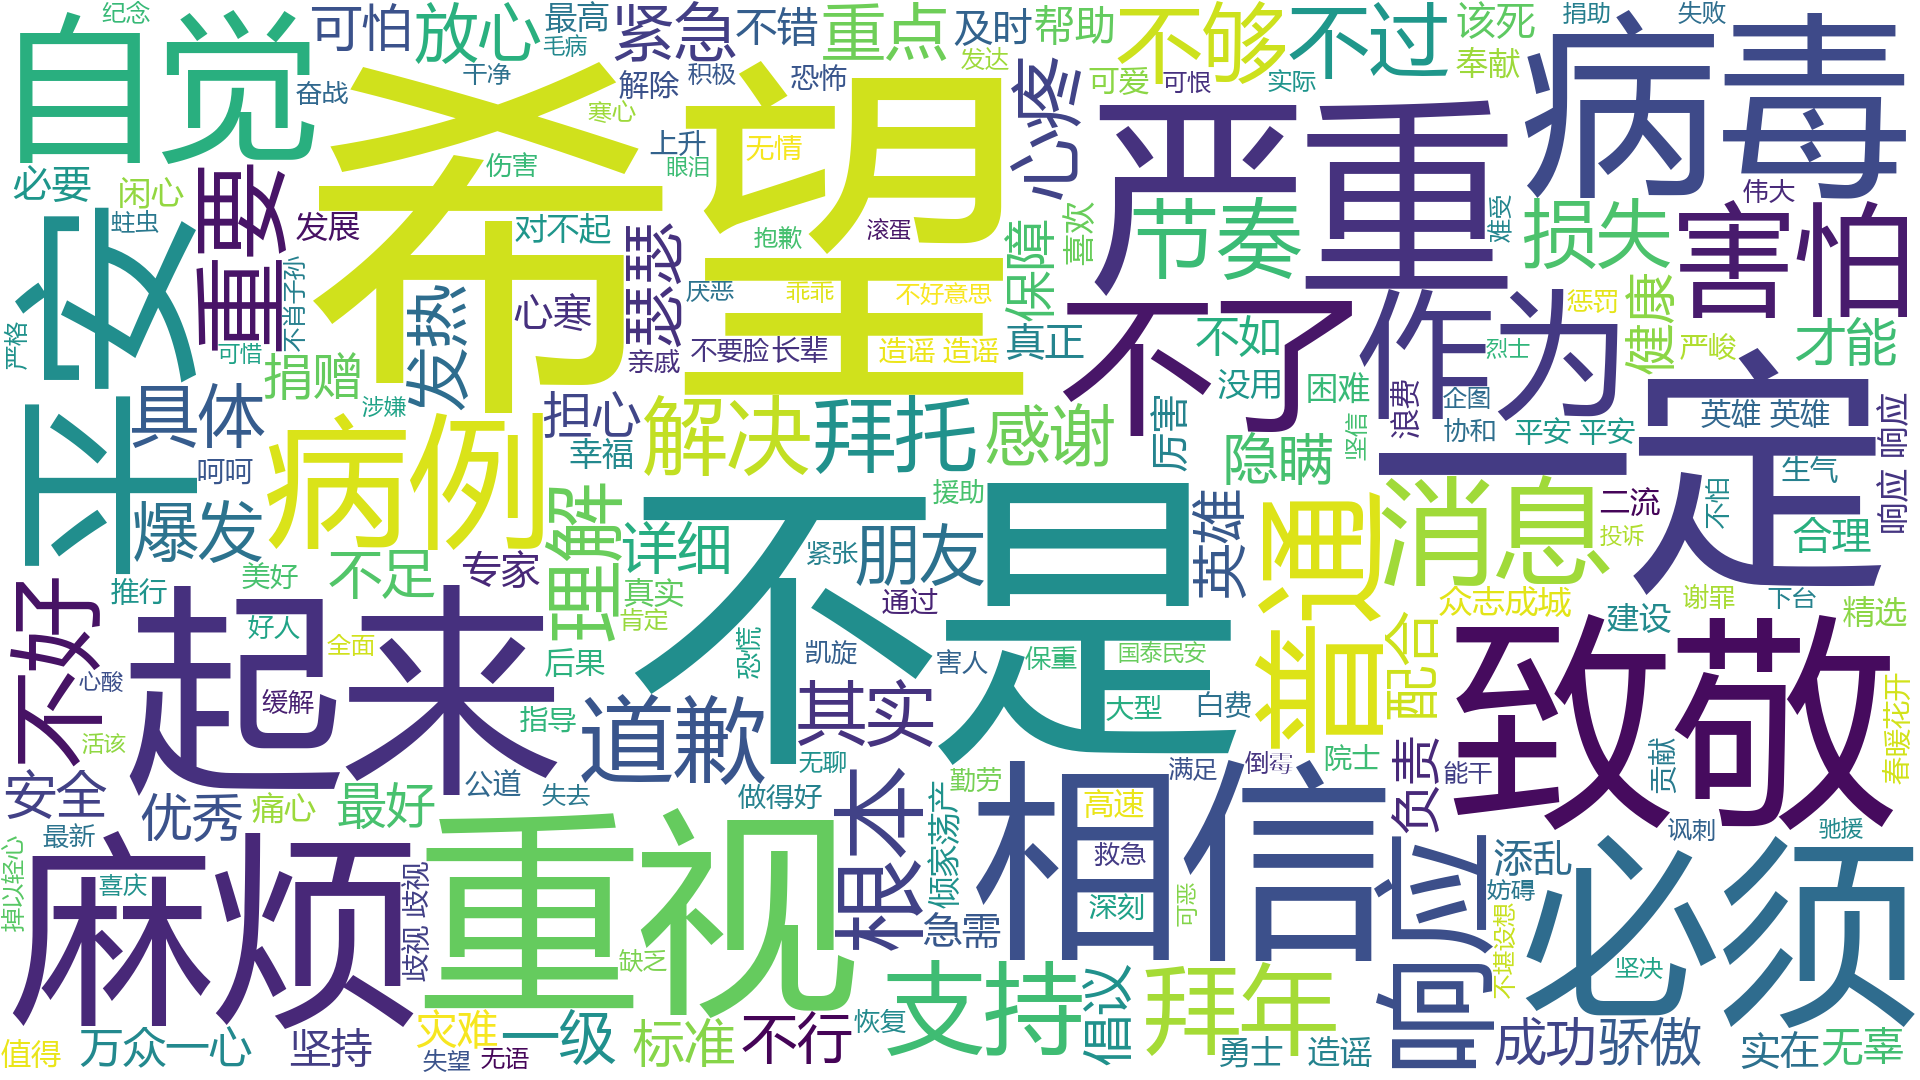 纪念
自觉
可怕
放心
最高
毛病
紧急
不错
重点
及时
帮助
不够
不过
该死
捐助
失败
病毒
奋战
干净
解除
积极
恐怖
发达
可爱
可恨
实际
奉献
希望
寒心
心疼
严重
上升
无情
眼泪
伤害
必要
闲心
重要
蛀虫
发展
对不起
抱歉
滚蛋
喜欢
节奏
难受
损失
伟大
害怕
平安
不肖子孙
严格
可惜
捐赠
发热
心寒
瑟瑟
厌恶
乖乖
不好意思
保障
不了
作为
惩罚
健康
严峻
才能
亲戚
不要脸
长辈
造谣
造谣
真正
不如
没用
困难
烈士
一定
具体
呵呵
涉嫌
病例
担心
幸福
解决
拜托
感谢
厉害
隐瞒
坚信
浪费
企图
协和
平安
平安
英雄
英雄
响应
响应
生气
爆发
不足
专家
理解
详细
援助
紧张
朋友
不是
英雄
普通
消息
二流
投诉
不怕
合理
推行
美好
不好
真实
肯定
通过
众志成城
谢罪
下台
建设
精选
好人
全面
起来
后果
恐慌
凯旋
害人
保重
国泰民安
配合
致敬
心酸
缓解
活该
指导
道歉
其实
大型
白费
春暖花开
安全
优秀
痛心
最好
公道
失去
无聊
做得好
勤劳
满足
倒霉
院士
负责
能干
贡献
最新
麻烦
重视
根本
倾家荡产
相信
高速
救急
深刻
可恶
响应
讽刺
驰援
添乱
妨碍
必须
掉以轻心
喜庆
歧视
歧视
缺乏
急需
不堪设想
坚决
支持
倡议
拜年
值得
万众一心
坚持
灾难
失望
无语
一级
标准
不行
恢复
勇士
造谣
成功
骄傲
实在
无辜